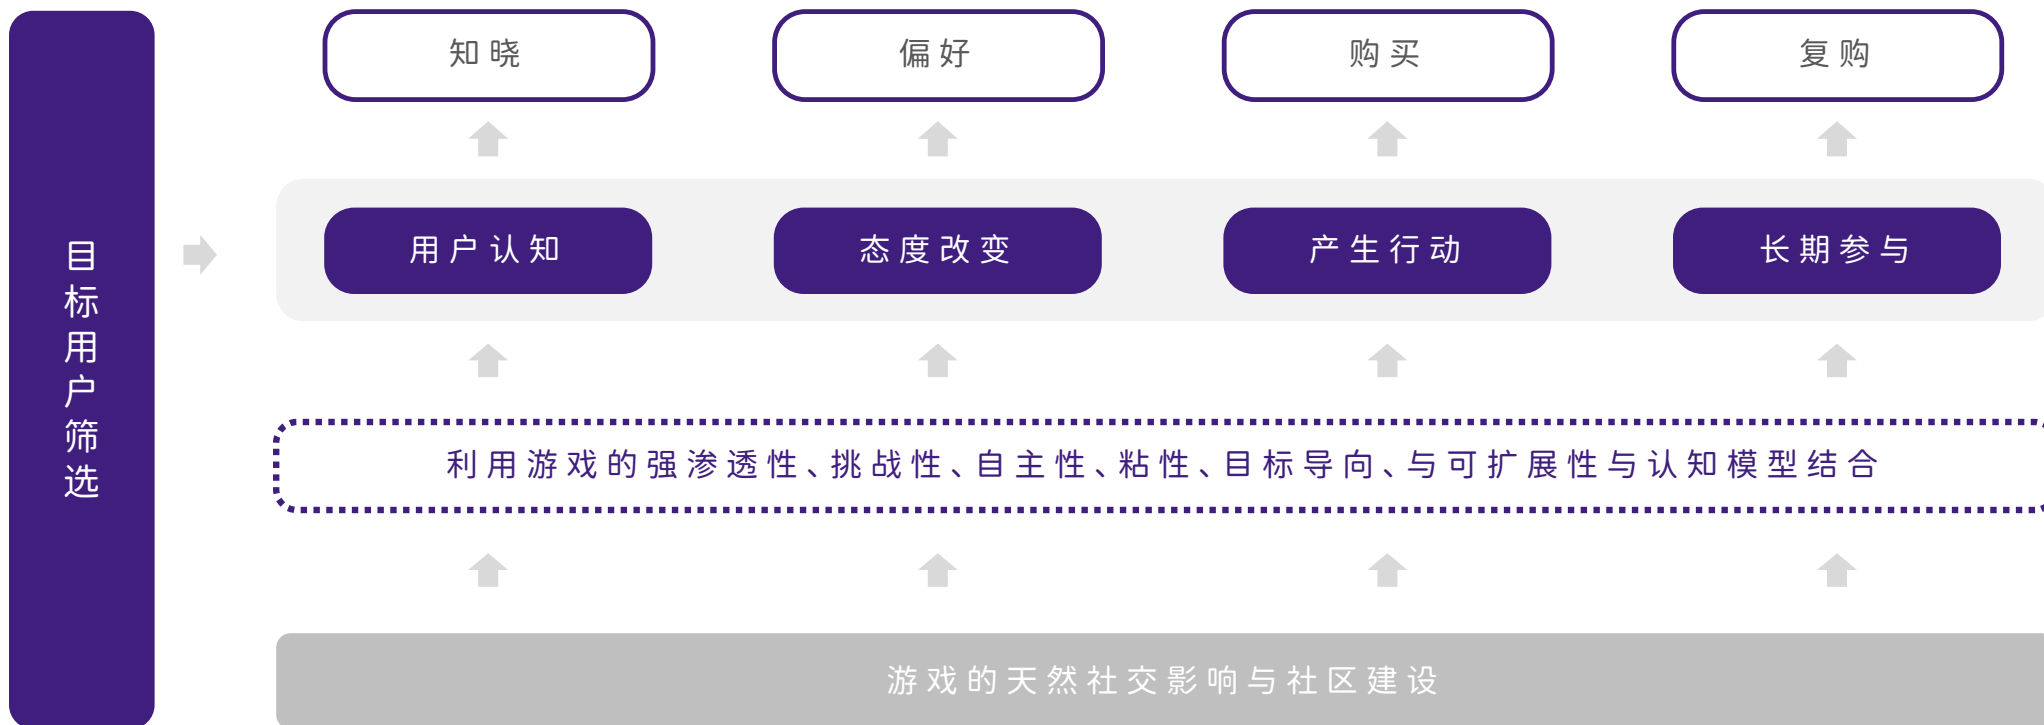 目标用户筛选
知晓
偏好
购买
复购
用户认知
态度改变
产生行动
长期参与
利用游戏的强渗透性、挑战性、自主性、粘性、目标导向、与可扩展性与认知模型结合
游戏的天然社交影响与社区建设